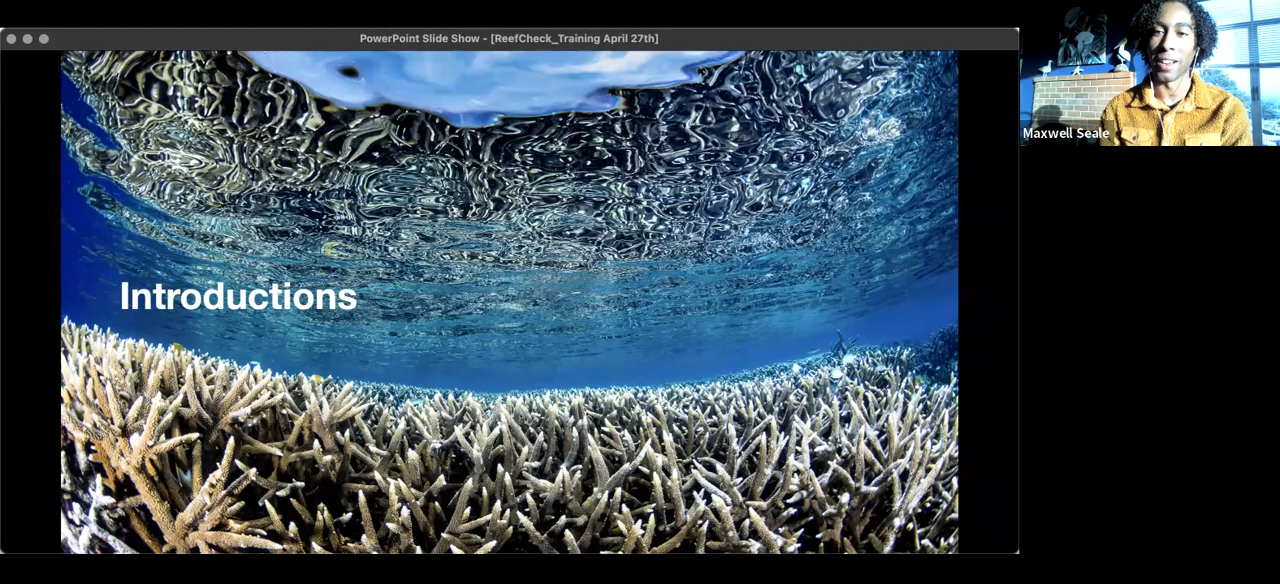 PowerPoint Slide Show - [ReefCheck_Training April 27th]
Maxwell Seale
Introductions